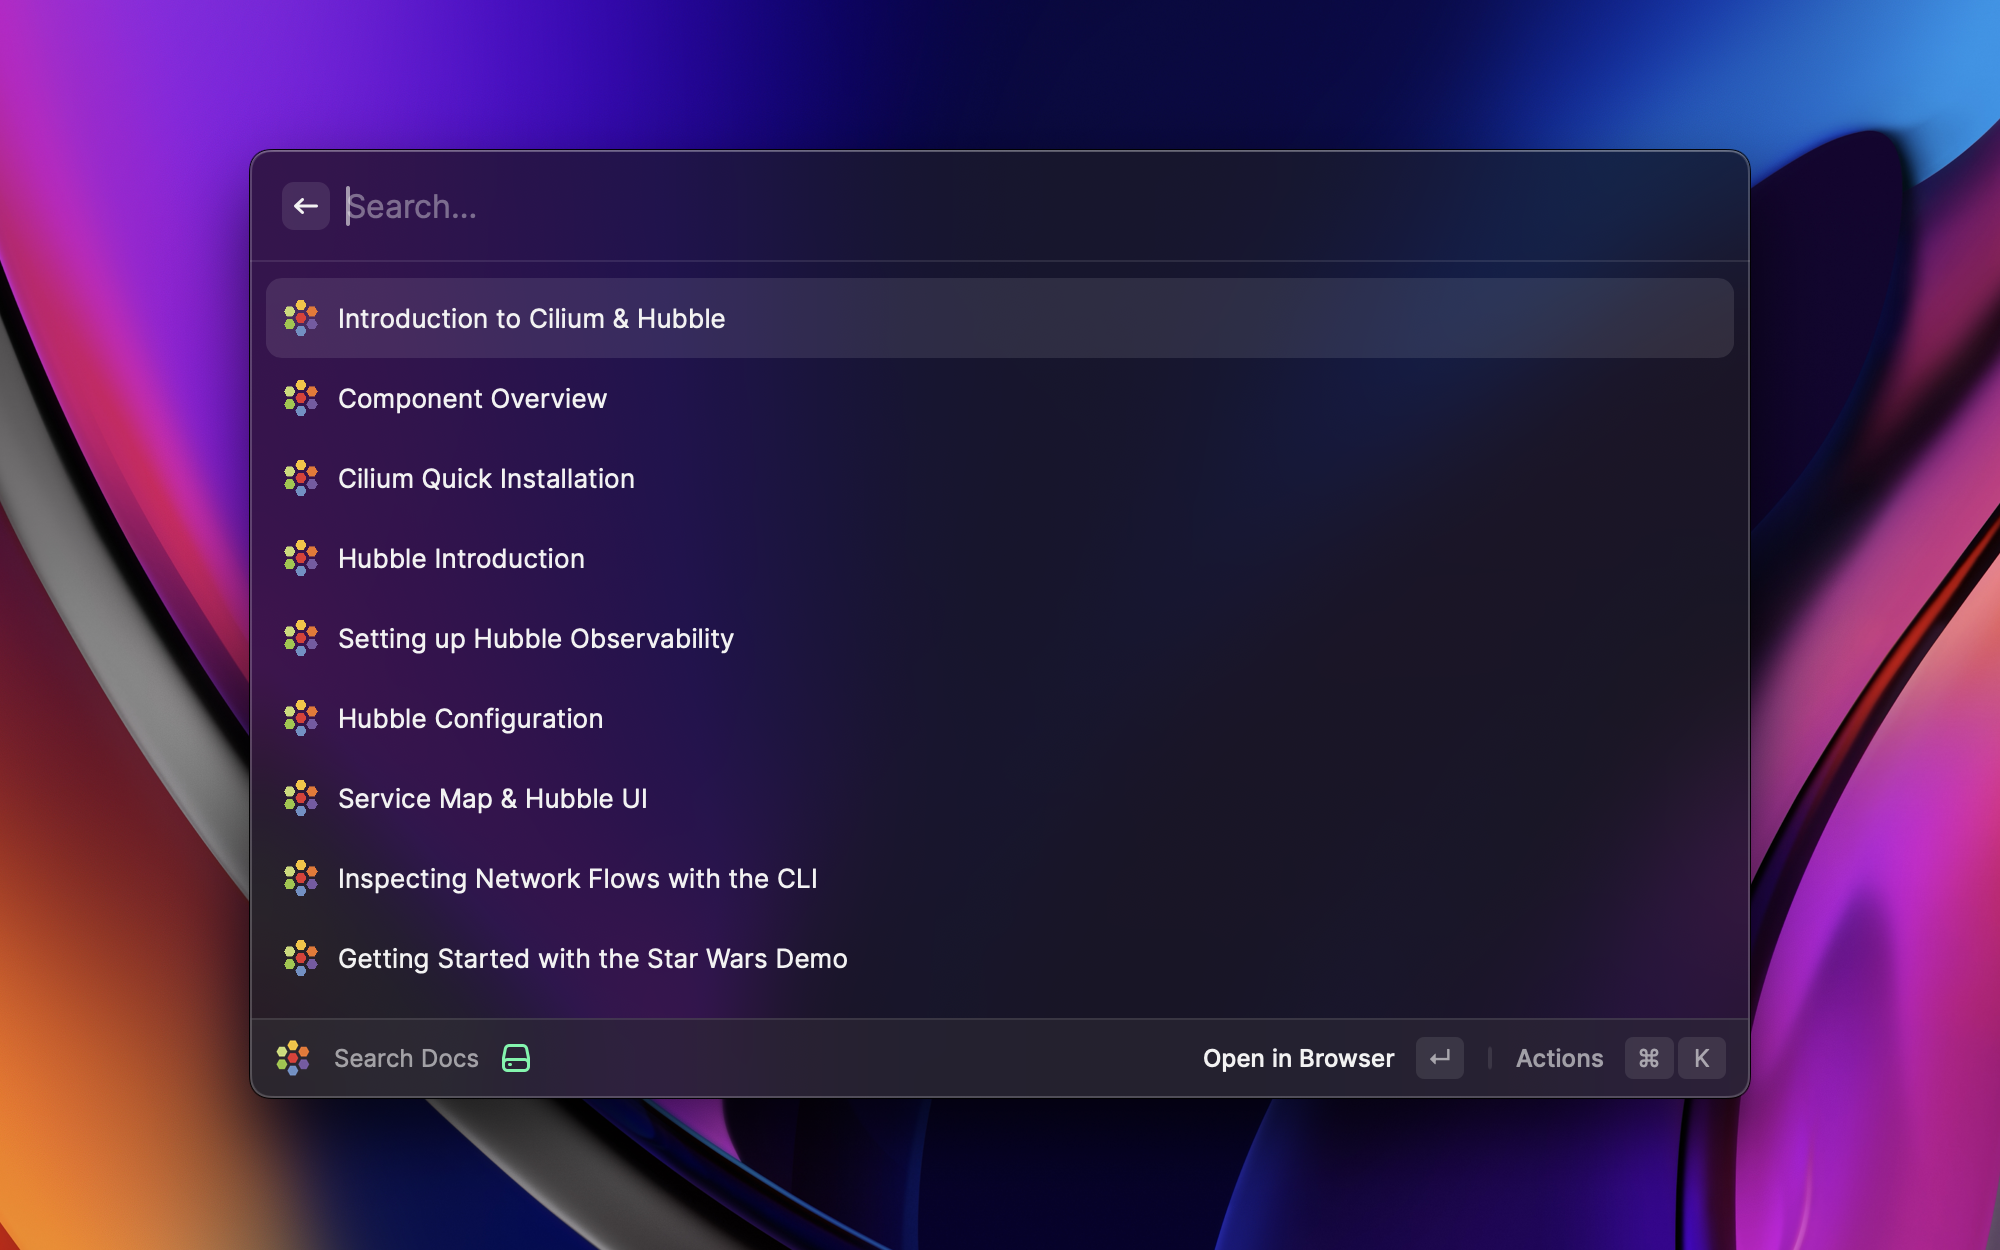 Search...
Introduction to Cilium & Hubble
Component Overview
Cilium Quick Installation
Hubble Introduction
Setting up Hubble Observability
Hubble Configuration
Service Map & Hubble UI
Inspecting Network Flows with the CLI
Getting Started with the Star Wars Demo
Search Docs Open in Browser ↵ Actions ⌘ K